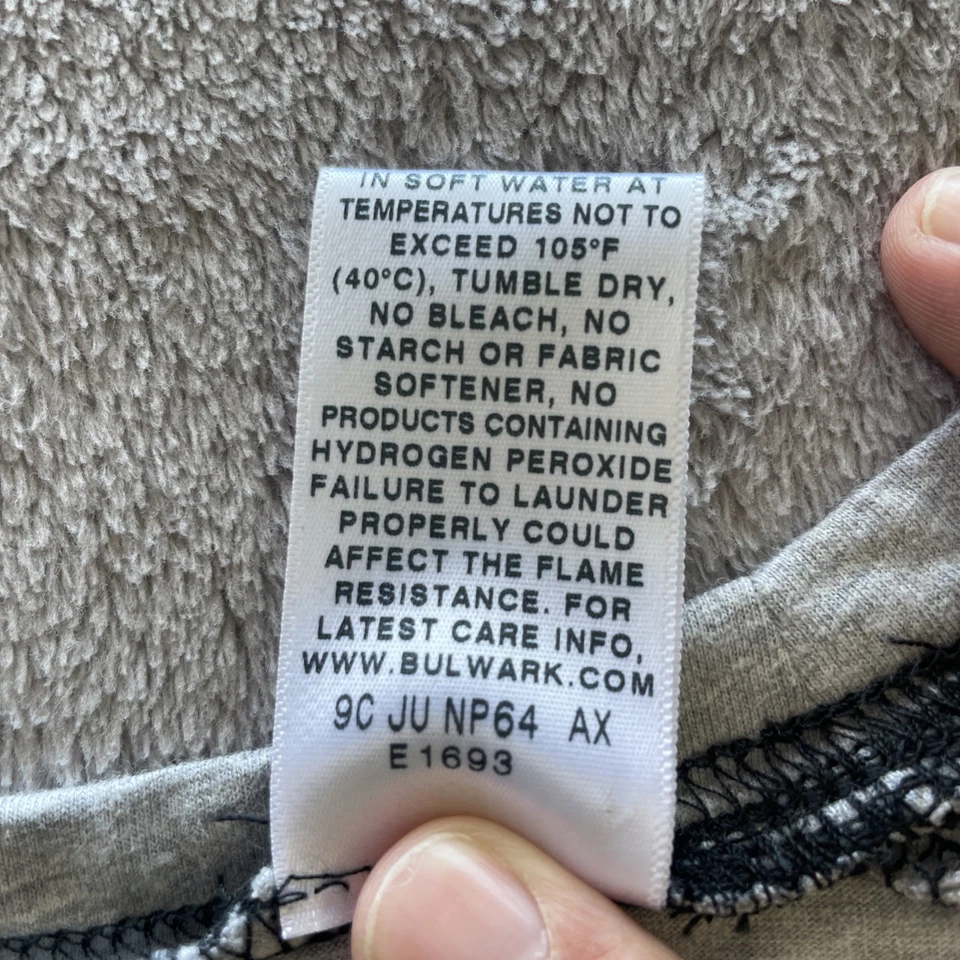 IN SOFT WATER AT
TEMPERATURES NOT TO
EXCEED 105°F
(40°C), TUMBLE DRY,
NO BLEACH, NO
STARCH OR FABRIC
SOFTENER, NO
PRODUCTS CONTAINING
HYDROGEN PEROXIDE
FAILURE TO LAUNDER
PROPERLY COULD
AFFECT THE FLAME
RESISTANCE. FOR
LATEST CARE INFO,
WWW.BULWARK.COM
9C JU NP64 AX
E1693